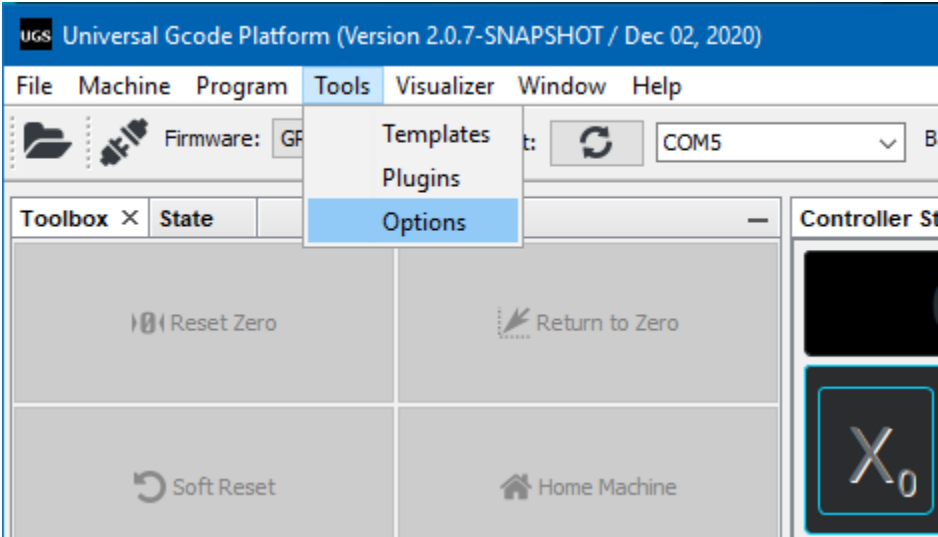 UGS Universal Gcode Platform (Version 2.0.7-SNAPSHOT / Dec 02, 2020)
File Machine Program Tools Visualizer Window Help
Firmware: t: COM5 B
Templates
Plugins
Options
Toolbox × State Controller St
Reset Zero Return to Zero
Soft Reset Home Machine
X0